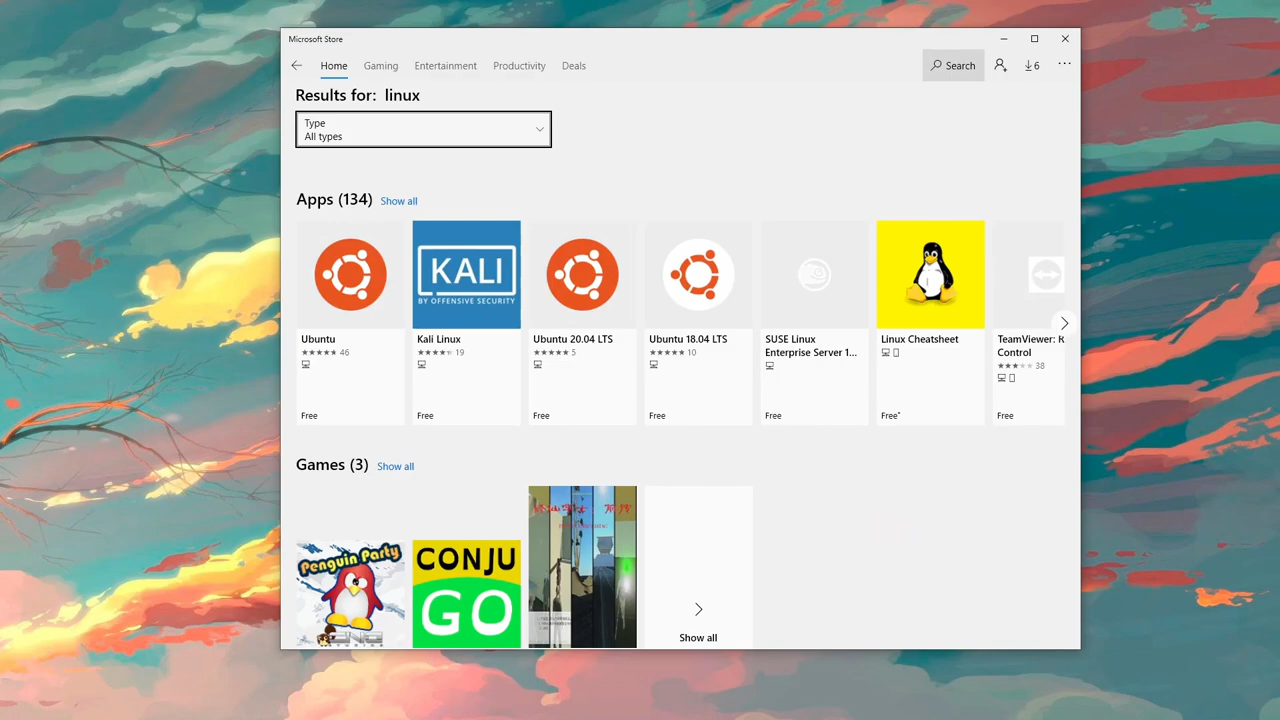 Microsoft Store
Home Gaming Entertainment Productivity Deals Search 6
Results for: linux
Type
All types
Apps (134) Show all
KALI
BY OFFENSIVE SECURITY
Ubuntu
46
Free
Kali Linux
19
Free
Ubuntu 20.04 LTS
5
Free
Ubuntu 18.04 LTS
10
Free
SUSE Linux
Enterprise Server 1...
Free
Linux Cheatsheet
Free*
TeamViewer: R
Control
38
Free
Games (3) Show all
Penguin Party
CONJU
GO
Show all